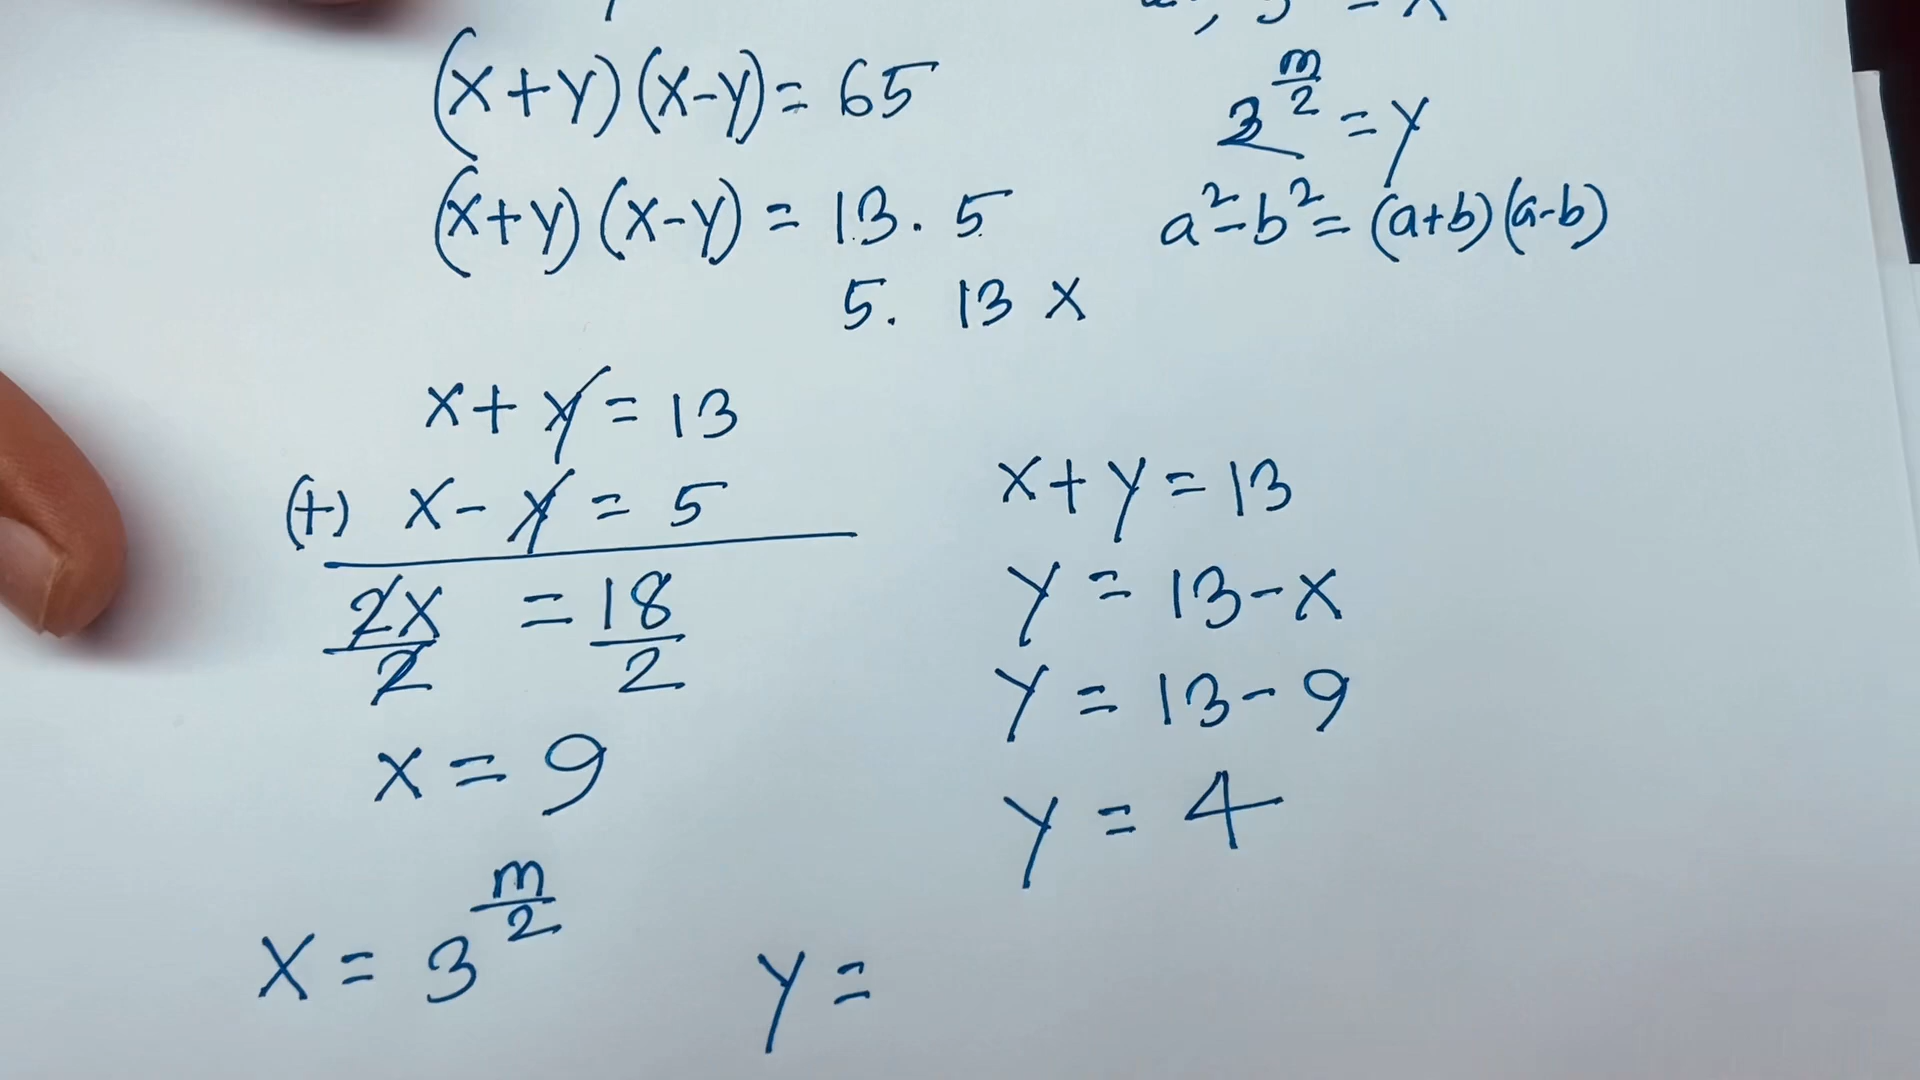 (x+y)(x-y)=65
(x+y)(x-y)=13.5
5. 13 x
2^{m/2}=y
a²-b²=(a+b)(a-b)
x+y=13
(+) x-y=5
2x/2 = 18/2
x=9
x+y=13
y=13-x
y=13-9
y=4
x=3^{m/2}
y=